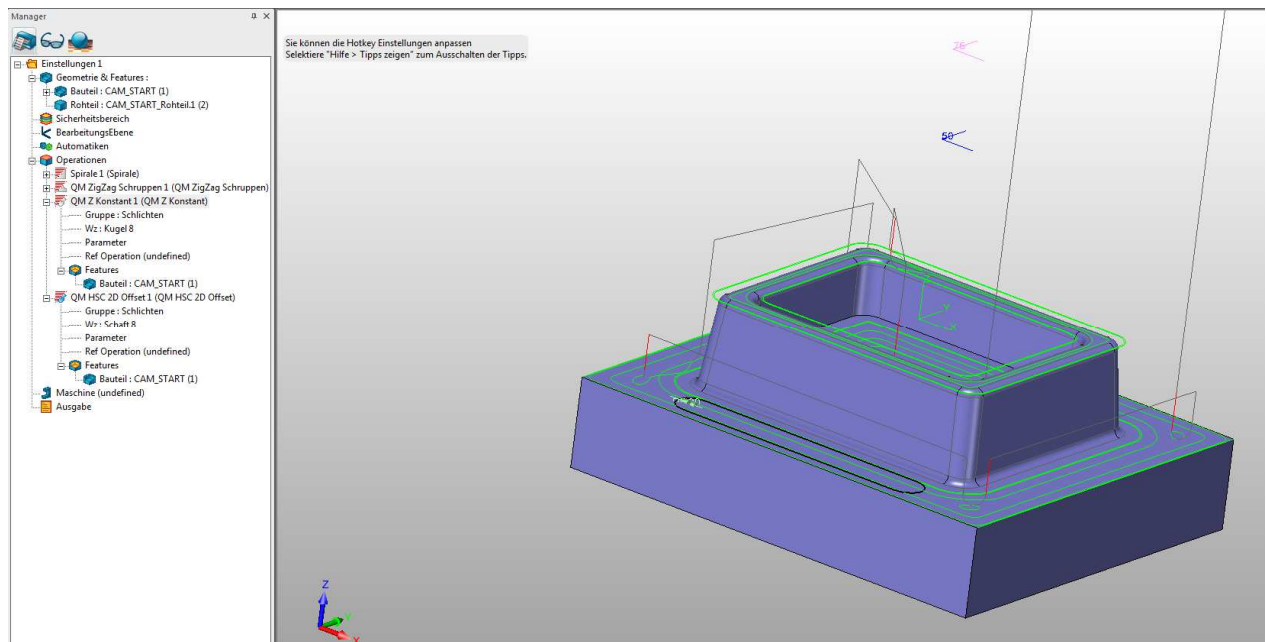 Manager
Einstellungen 1
Geometrie & Features :
Bauteil : CAM_START (1)
Rohteil : CAM_START_Rohteil.1 (2)
Sicherheitsbereich
BearbeitungsEbene
Automatiken
Operationen
Spirale 1 (Spirale)
QM ZigZag Schruppen 1 (QM ZigZag Schruppen)
QM Z Konstant 1 (QM Z Konstant)
Gruppe : Schlichten
Wz : Kugel 8
Parameter
Ref Operation (undefined)
Features
Bauteil : CAM_START (1)
QM HSC 2D Offset 1 (QM HSC 2D Offset)
Gruppe : Schlichten
Wz : Schaft 8
Parameter
Ref Operation (undefined)
Features
Bauteil : CAM_START (1)
Maschine (undefined)
Ausgabe
Sie können die Hotkey Einstellungen anpassen
Selektiere "Hilfe > Tipps zeigen" zum Ausschalten der Tipps.
50
Y
X
Z
Y
X